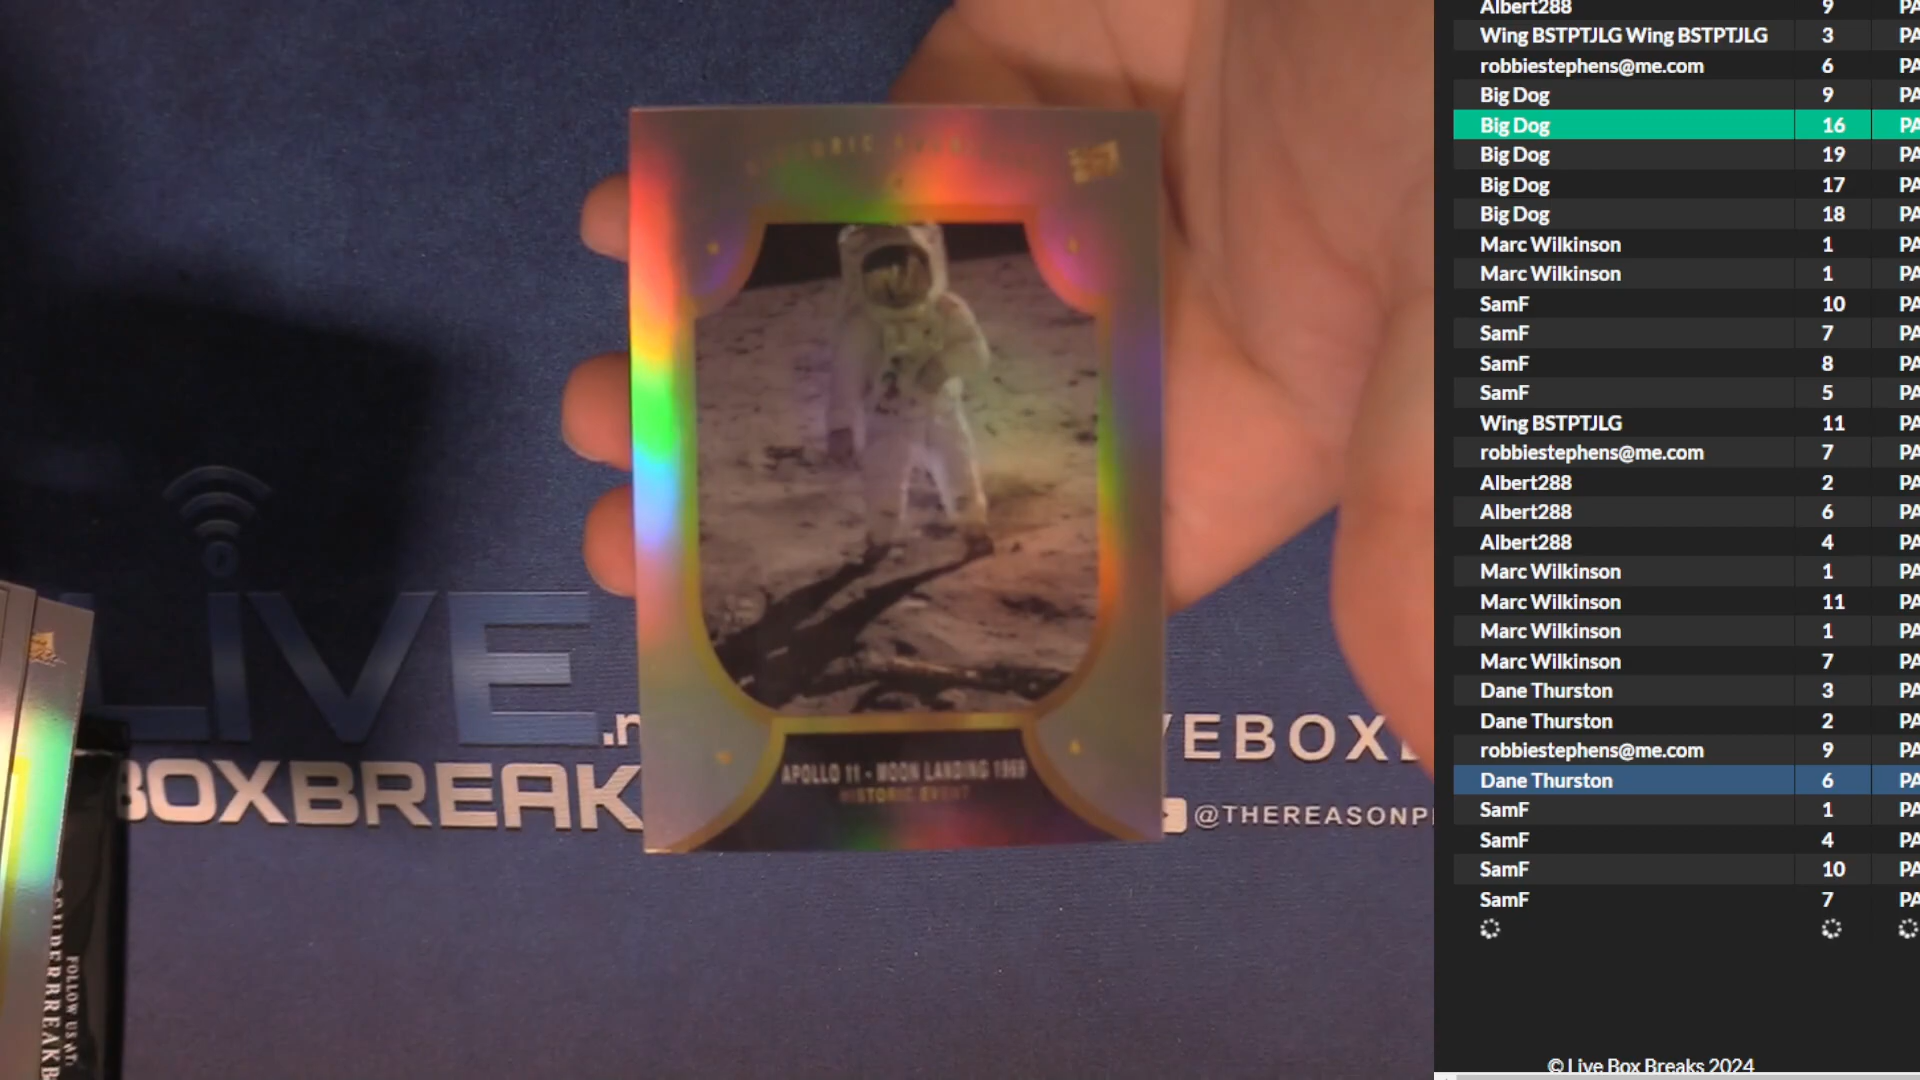 APOLLO 11 - MOON LANDING 1969
HISTORIC EVENT
LIVE
BOXBREAK
VEBOX
@THEREASONP
FOLLOW US AT:
Albert288 9 PA
Wing BSTPTJLG Wing BSTPTJLG 3 PA
robbiestephens@me.com 6 PA
Big Dog 9 PA
Big Dog 16 PA
Big Dog 19 PA
Big Dog 17 PA
Big Dog 18 PA
Marc Wilkinson 1 PA
Marc Wilkinson 1 PA
SamF 10 PA
SamF 7 PA
SamF 8 PA
SamF 5 PA
Wing BSTPTJLG 11 PA
robbiestephens@me.com 7 PA
Albert288 2 PA
Albert288 6 PA
Albert288 4 PA
Marc Wilkinson 1 PA
Marc Wilkinson 11 PA
Marc Wilkinson 1 PA
Marc Wilkinson 7 PA
Dane Thurston 3 PA
Dane Thurston 2 PA
robbiestephens@me.com 9 PA
Dane Thurston 6 PA
SamF 1 PA
SamF 4 PA
SamF 10 PA
SamF 7 PA
© Live Box Breaks 2024